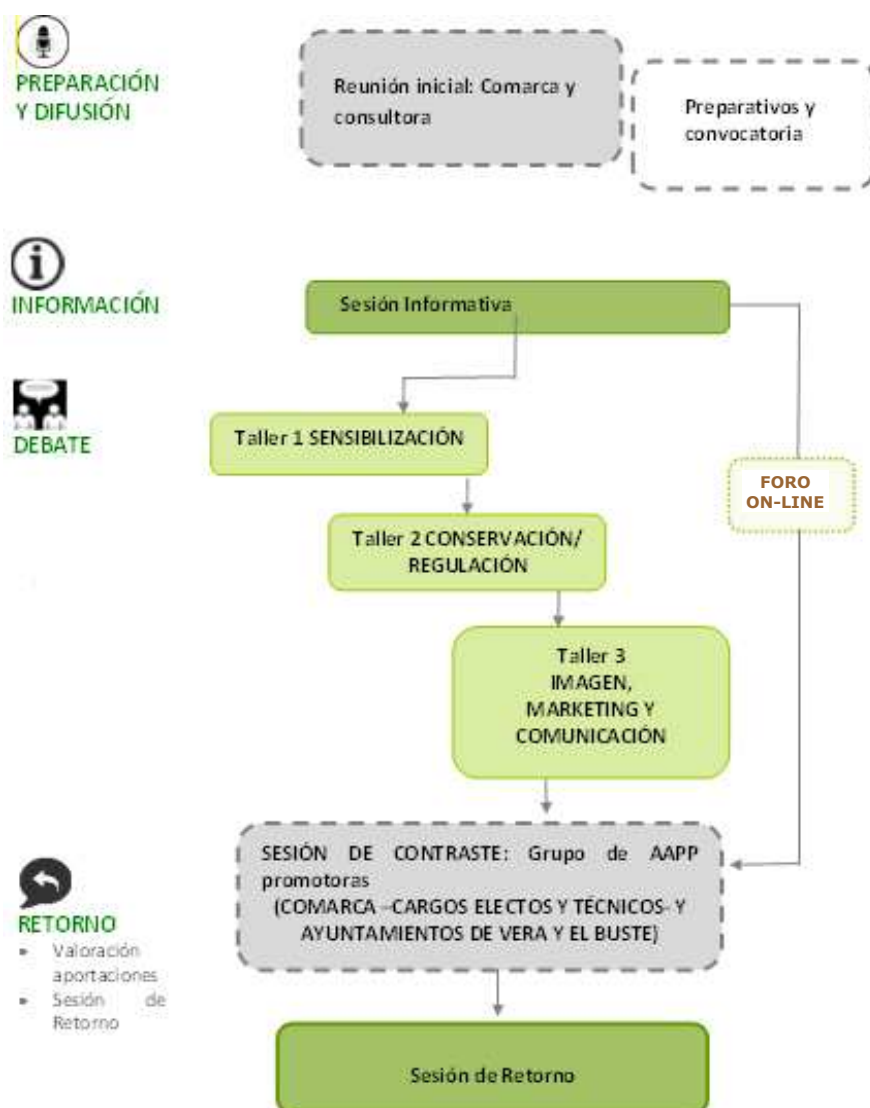 PREPARACIÓN
Y DIFUSIÓN
Reunión inicial: Comarca y
consultora
Preparativos y
convocatoria
INFORMACIÓN
Sesión Informativa
DEBATE
Taller 1 SENSIBILIZACIÓN
FORO
ON-LINE
Taller 2 CONSERVACIÓN/
REGULACIÓN
Taller 3
IMAGEN,
MARKETING Y
COMUNICACIÓN
SESIÓN DE CONTRASTE: Grupo de AAPP
promotoras
(COMARCA –CARGOS ELECTOS Y TÉCNICOS- Y
AYUNTAMIENTOS DE VERA Y EL BUSTE)
RETORNO
• Valoración
aportaciones
• Sesión de
Retorno
Sesión de Retorno